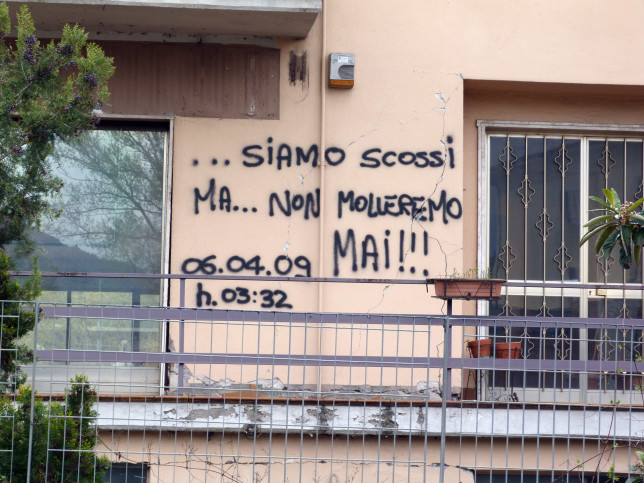 ... SiAMO SCOSSi
MA... NON MOLLEREMO
MAi!!!
06.04.09
h. 03:32